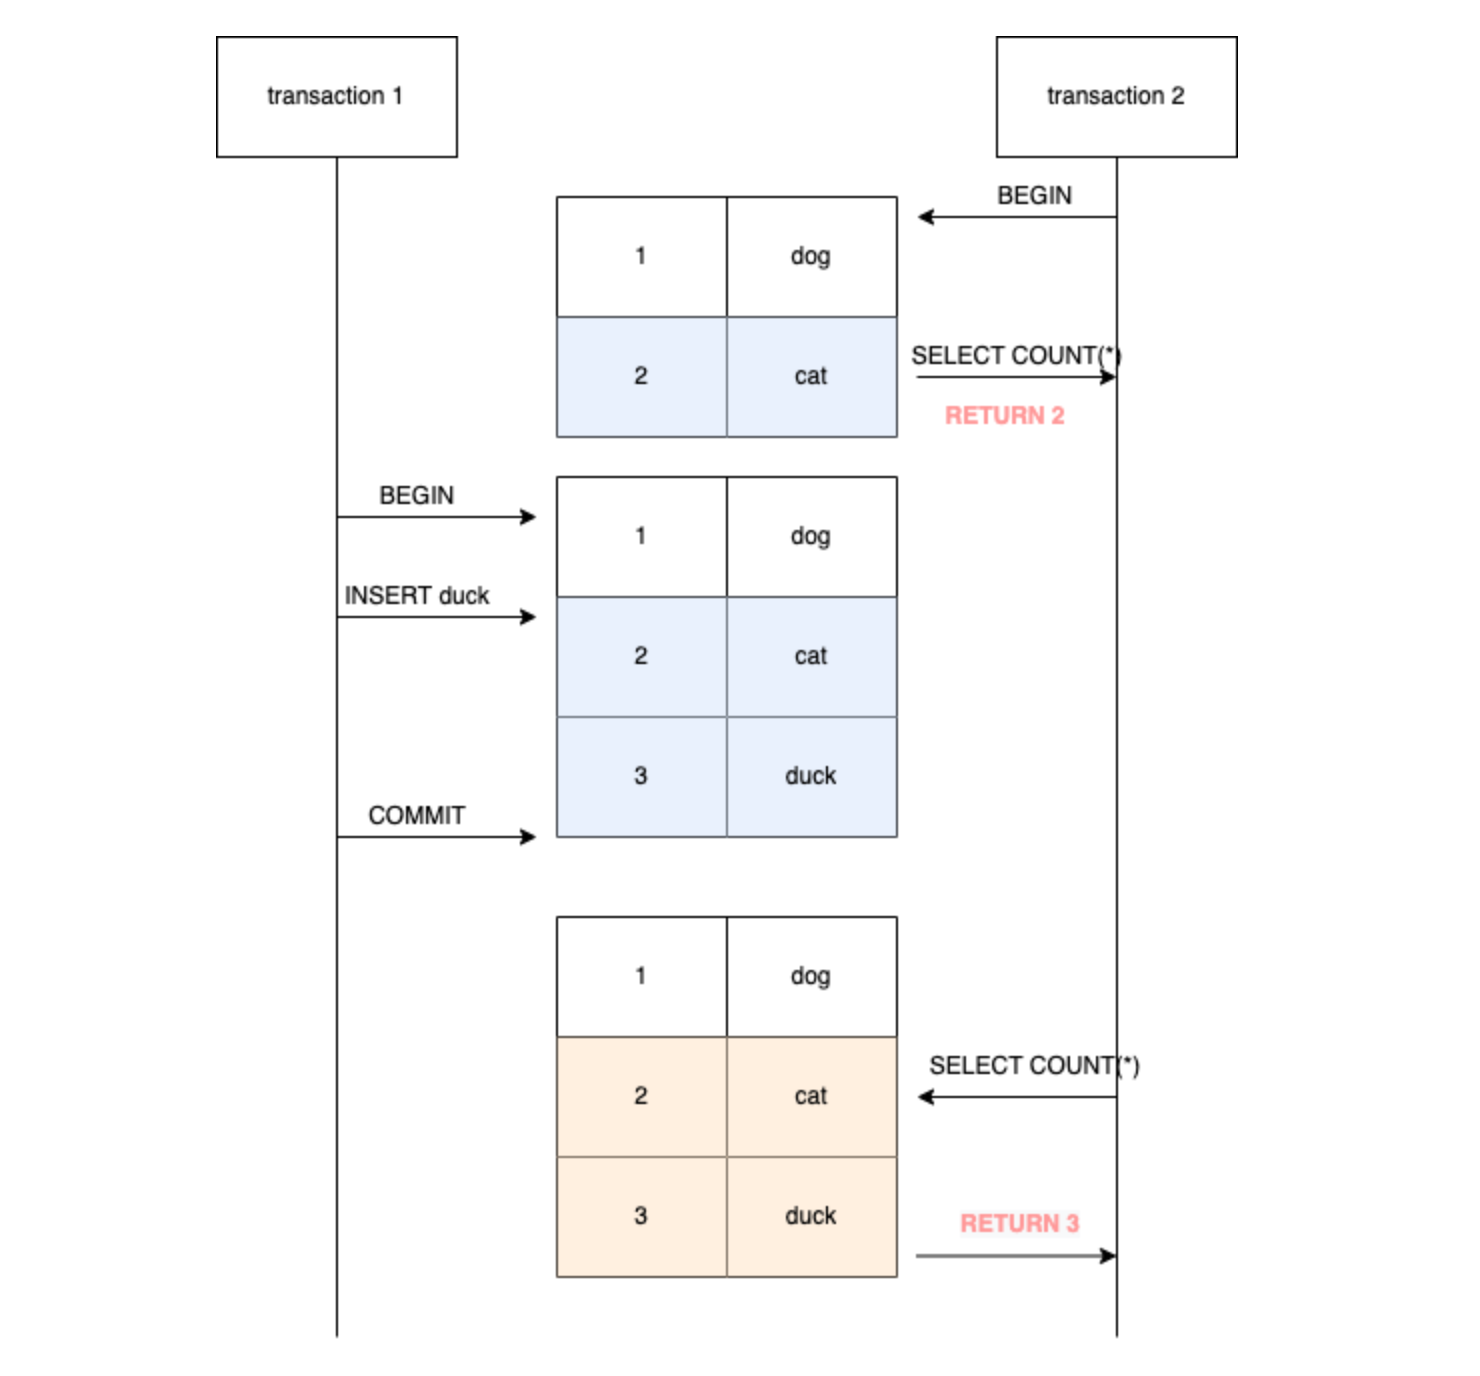 transaction 1
transaction 2
BEGIN
1 dog
SELECT COUNT(*)
2 cat
RETURN 2
BEGIN
1 dog
INSERT duck
2 cat
3 duck
COMMIT
1 dog
SELECT COUNT(*)
2 cat
3 duck
RETURN 3